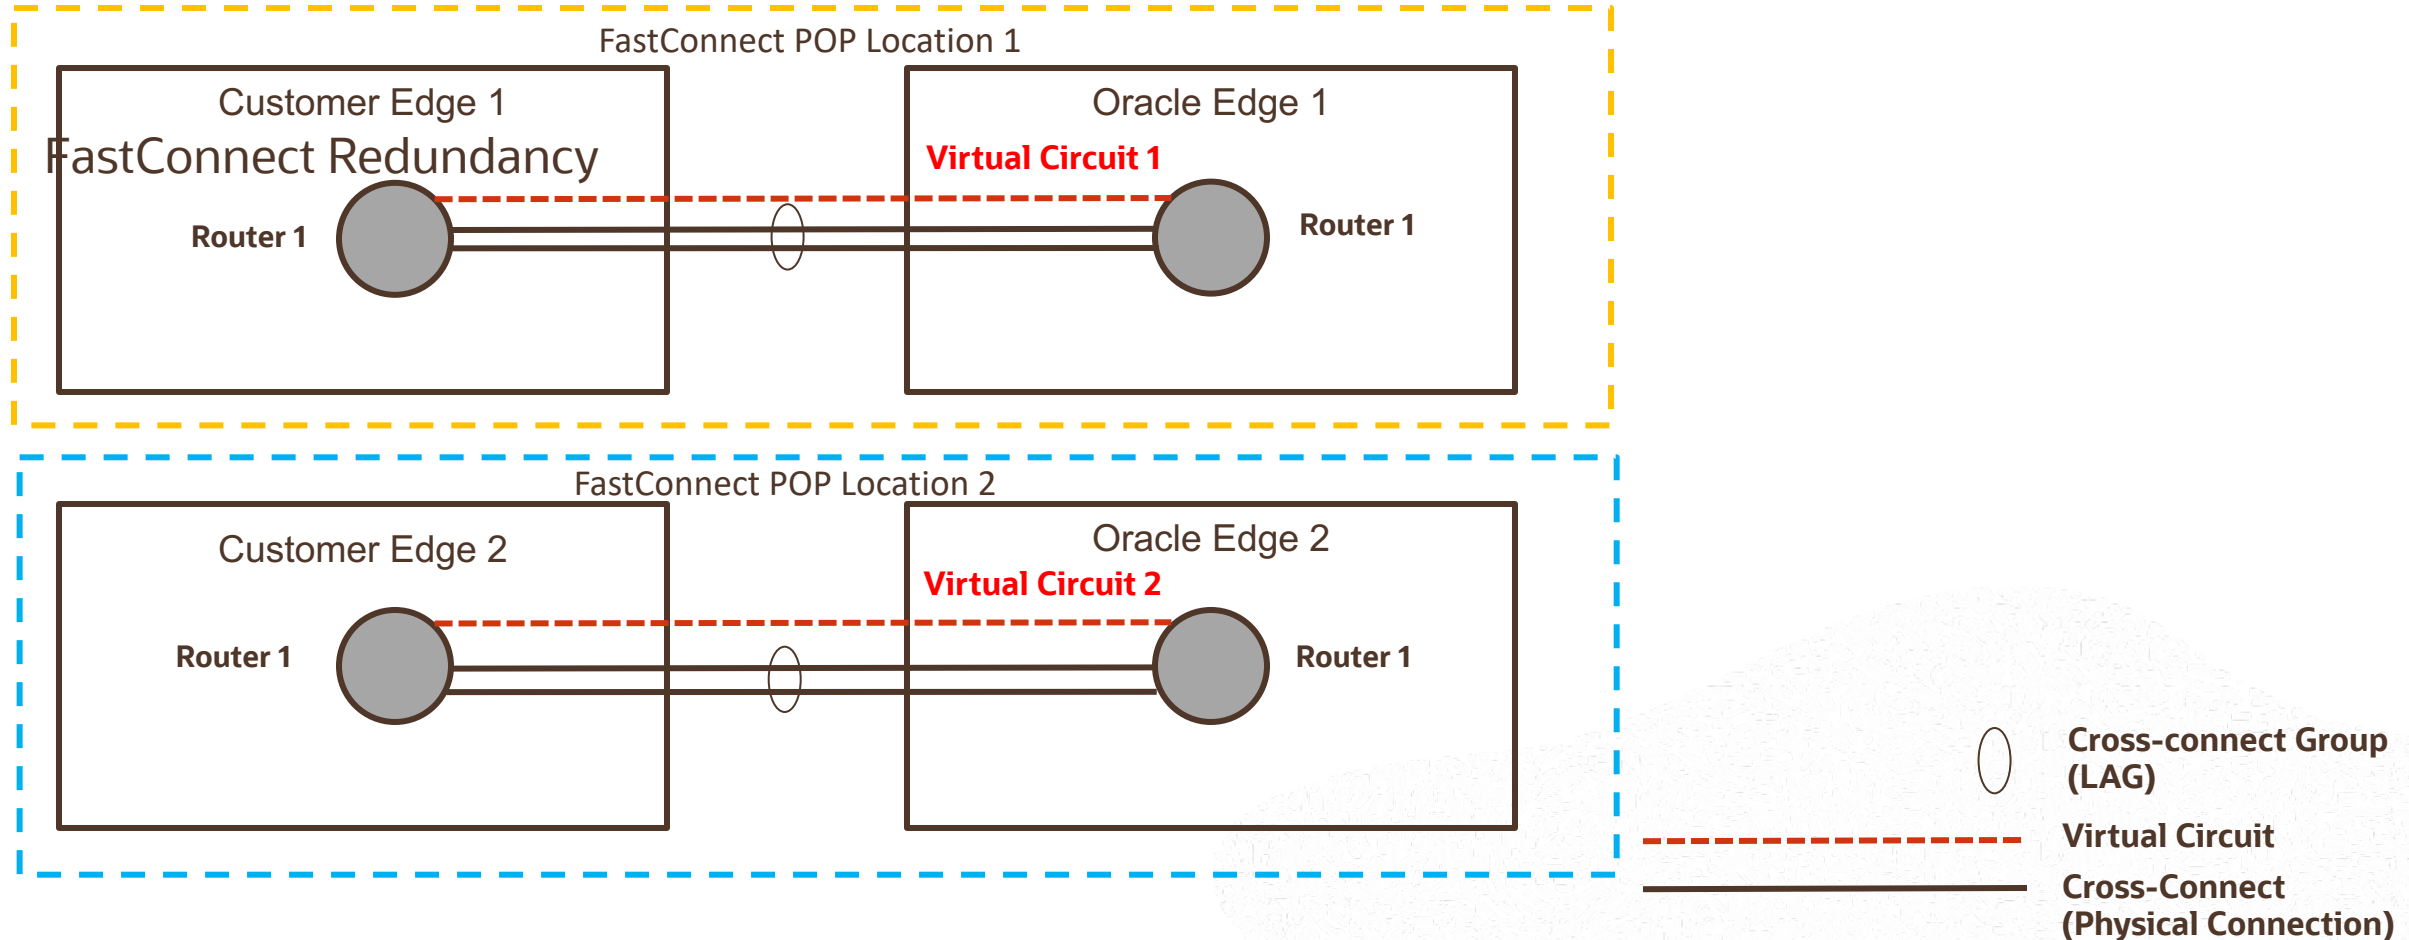 FastConnect POP Location 1
Customer Edge 1
Oracle Edge 1
FastConnect Redundancy
Virtual Circuit 1
Router 1
Router 1
FastConnect POP Location 2
Customer Edge 2
Oracle Edge 2
Virtual Circuit 2
Router 1
Router 1
Cross-connect Group
(LAG)
Virtual Circuit
Cross-Connect
(Physical Connection)